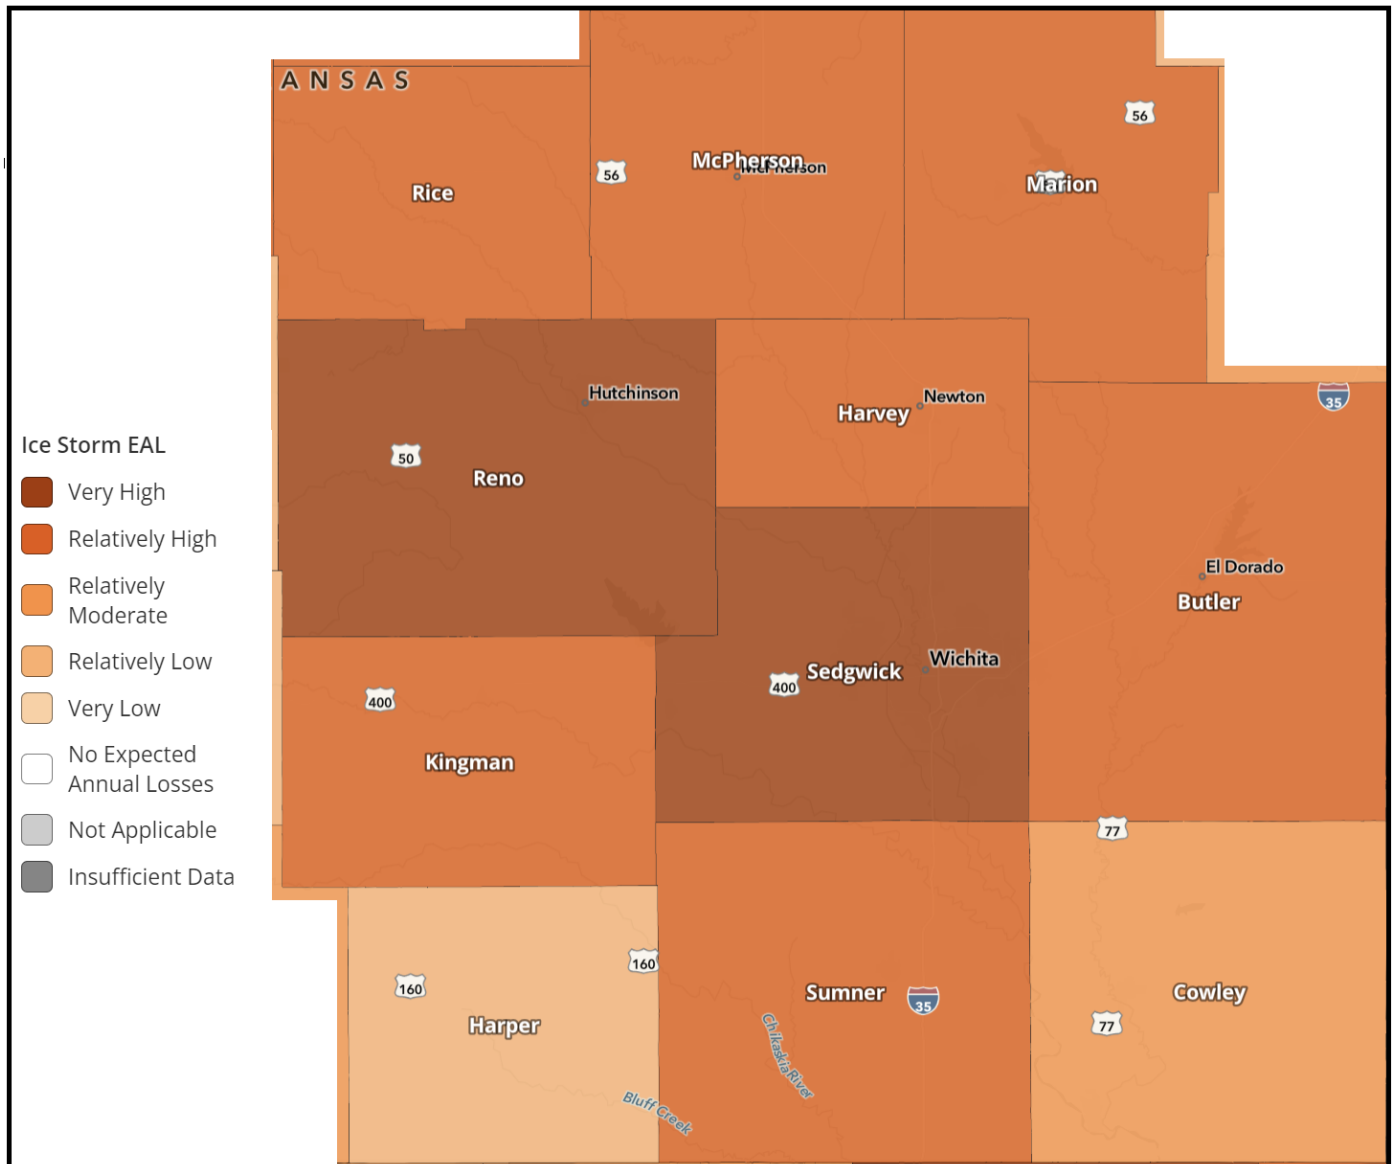 ANSAS
56
McPherson
McPherson
56
Rice
Marion
Hutchinson
Newton
35
Harvey
Ice Storm EAL
50
Reno
Very High
Relatively High
El Dorado
Relatively
Moderate
Butler
Relatively Low
Wichita
Sedgwick
400
400
Very Low
No Expected
Annual Losses
Kingman
Not Applicable
77
Insufficient Data
160
160
Sumner
35
Cowley
Harper
77
Chikaskia River
Bluff Creek